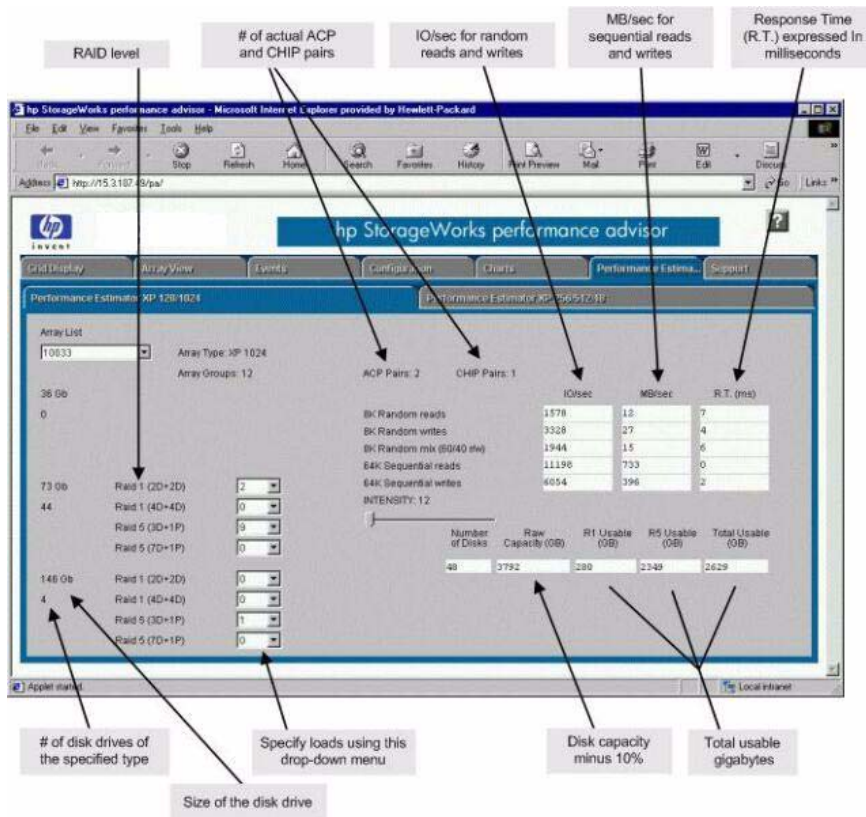 RAID level
# of actual ACP
and CHIP pairs
IO/sec for random
reads and writes
MB/sec for
sequential reads
and writes
Response Time
(R.T.) expressed In
milliseconds
hp StorageWorks performance advisor - Microsoft Internet Explorer provided by Hewlett-Packard
File Edit View Favorites Tools Help
Stop Refresh Home Search Favorites History Print Preview Mail Print Edit Discuss
Address http://15.3.107.43/pa/ Go Links
hp
invent
hp StorageWorks performance advisor
?
Grid Display Array View Events Configuration Charts Performance Estima... Support
Performance Estimator XP 128/1024 Performance Estimator XP 256/512/48
Array List
10033 Array Type: XP 1024
Array Groups: 12 ACP Pairs: 2 CHIP Pairs: 1
36 Gb
0
IO/sec MB/sec R.T. (ms)
8K Random reads 1578 12 7
8K Random writes 3328 27 4
8K Random mix (60/40 r/w) 1944 15 6
64K Sequential reads 11198 733 0
64K Sequential writes 6054 396 2
INTENSITY: 12
73 Gb Raid 1 (2D+2D) 2
44 Raid 1 (4D+4D) 0
Raid 5 (3D+1P) 9
Raid 5 (7D+1P) 0
Number of Disks Raw Capacity (GB) R1 Usable (GB) R5 Usable (GB) Total Usable (GB)
48 3792 280 2349 2629
146 Gb Raid 1 (2D+2D) 0
4 Raid 1 (4D+4D) 0
Raid 5 (3D+1P) 1
Raid 5 (7D+1P) 0
Applet started. Local intranet
# of disk drives of
the specified type
Specify loads using this
drop-down menu
Disk capacity
minus 10%
Total usable
gigabytes
Size of the disk drive